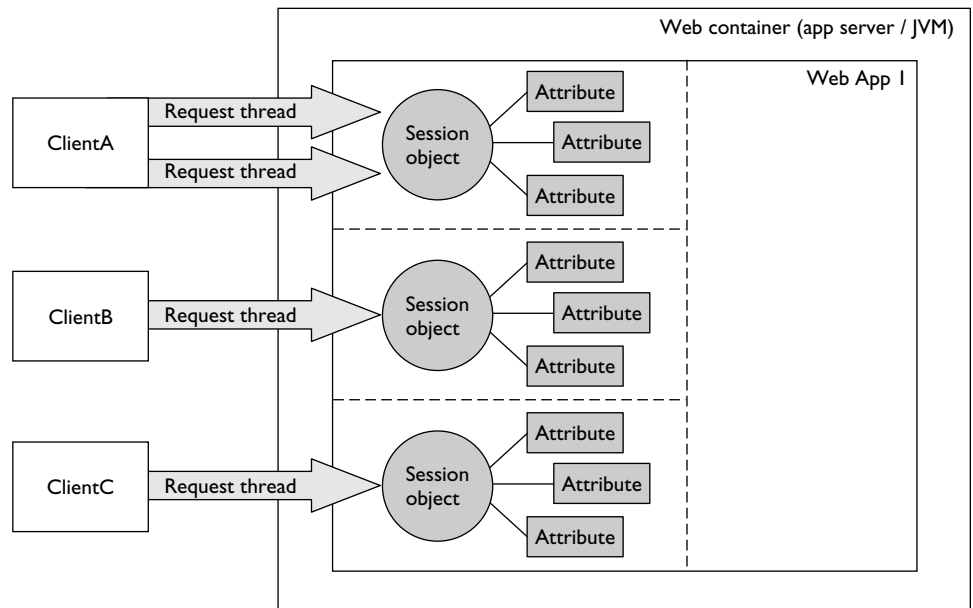 Web container (app server / JVM)
Web App 1
ClientA
Request thread
Request thread
Session
object
Attribute
Attribute
Attribute
ClientB
Request thread
Session
object
Attribute
Attribute
Attribute
ClientC
Request thread
Session
object
Attribute
Attribute
Attribute